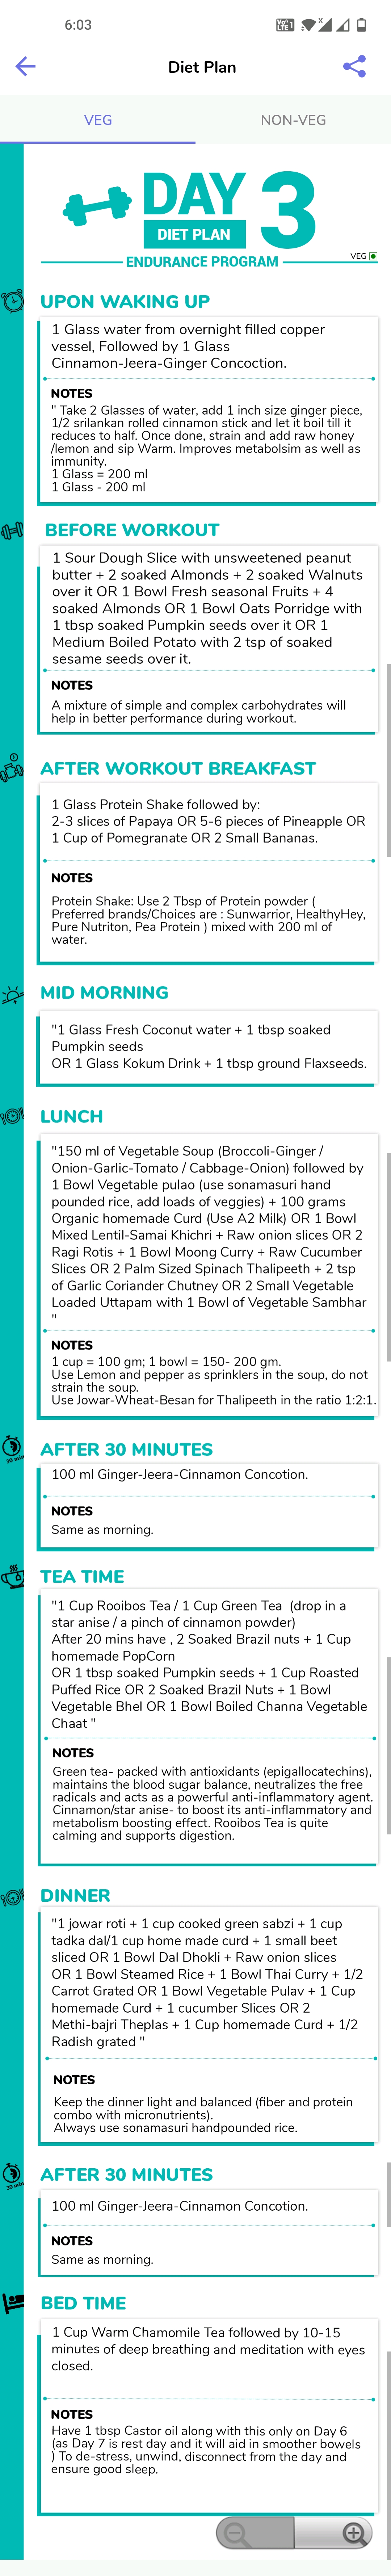 6:03
Diet Plan
VEG
NON-VEG
DAY 3
DIET PLAN
VEG
ENDURANCE PROGRAM
UPON WAKING UP
1 Glass water from overnight filled copper
vessel, Followed by 1 Glass
Cinnamon-Jeera-Ginger Concoction.
NOTES
" Take 2 Glasses of water, add 1 inch size ginger piece,
1/2 srilankan rolled cinnamon stick and let it boil till it
reduces to half. Once done, strain and add raw honey
/lemon and sip Warm. Improves metabolsim as well as
immunity.
1 Glass = 200 ml
1 Glass - 200 ml
BEFORE WORKOUT
1 Sour Dough Slice with unsweetened peanut
butter + 2 soaked Almonds + 2 soaked Walnuts
over it OR 1 Bowl Fresh seasonal Fruits + 4
soaked Almonds OR 1 Bowl Oats Porridge with
1 tbsp soaked Pumpkin seeds over it OR 1
Medium Boiled Potato with 2 tsp of soaked
sesame seeds over it.
NOTES
A mixture of simple and complex carbohydrates will
help in better performance during workout.
AFTER WORKOUT BREAKFAST
1 Glass Protein Shake followed by:
2-3 slices of Papaya OR 5-6 pieces of Pineapple OR
1 Cup of Pomegranate OR 2 Small Bananas.
NOTES
Protein Shake: Use 2 Tbsp of Protein powder (
Preferred brands/Choices are : Sunwarrior, HealthyHey,
Pure Nutriton, Pea Protein ) mixed with 200 ml of
water.
MID MORNING
"1 Glass Fresh Coconut water + 1 tbsp soaked
Pumpkin seeds
OR 1 Glass Kokum Drink + 1 tbsp ground Flaxseeds.
LUNCH
"150 ml of Vegetable Soup (Broccoli-Ginger /
Onion-Garlic-Tomato / Cabbage-Onion) followed by
1 Bowl Vegetable pulao (use sonamasuri hand
pounded rice, add loads of veggies) + 100 grams
Organic homemade Curd (Use A2 Milk) OR 1 Bowl
Mixed Lentil-Samai Khichri + Raw onion slices OR 2
Ragi Rotis + 1 Bowl Moong Curry + Raw Cucumber
Slices OR 2 Palm Sized Spinach Thalipeeth + 2 tsp
of Garlic Coriander Chutney OR 2 Small Vegetable
Loaded Uttapam with 1 Bowl of Vegetable Sambhar
"
NOTES
1 cup = 100 gm; 1 bowl = 150- 200 gm.
Use Lemon and pepper as sprinklers in the soup, do not
strain the soup.
Use Jowar-Wheat-Besan for Thalipeeth in the ratio 1:2:1.
30 min
AFTER 30 MINUTES
100 ml Ginger-Jeera-Cinnamon Concotion.
NOTES
Same as morning.
TEA TIME
"1 Cup Rooibos Tea / 1 Cup Green Tea (drop in a
star anise / a pinch of cinnamon powder)
After 20 mins have , 2 Soaked Brazil nuts + 1 Cup
homemade PopCorn
OR 1 tbsp soaked Pumpkin seeds + 1 Cup Roasted
Puffed Rice OR 2 Soaked Brazil Nuts + 1 Bowl
Vegetable Bhel OR 1 Bowl Boiled Channa Vegetable
Chaat "
NOTES
Green tea- packed with antioxidants (epigallocatechins),
maintains the blood sugar balance, neutralizes the free
radicals and acts as a powerful anti-inflammatory agent.
Cinnamon/star anise- to boost its anti-inflammatory and
metabolism boosting effect. Rooibos Tea is quite
calming and supports digestion.
DINNER
"1 jowar roti + 1 cup cooked green sabzi + 1 cup
tadka dal/1 cup home made curd + 1 small beet
sliced OR 1 Bowl Dal Dhokli + Raw onion slices
OR 1 Bowl Steamed Rice + 1 Bowl Thai Curry + 1/2
Carrot Grated OR 1 Bowl Vegetable Pulav + 1 Cup
homemade Curd + 1 cucumber Slices OR 2
Methi-bajri Theplas + 1 Cup homemade Curd + 1/2
Radish grated "
NOTES
Keep the dinner light and balanced (fiber and protein
combo with micronutrients).
Always use sonamasuri handpounded rice.
30 min
AFTER 30 MINUTES
100 ml Ginger-Jeera-Cinnamon Concotion.
NOTES
Same as morning.
BED TIME
1 Cup Warm Chamomile Tea followed by 10-15
minutes of deep breathing and meditation with eyes
closed.
NOTES
Have 1 tbsp Castor oil along with this only on Day 6
(as Day 7 is rest day and it will aid in smoother bowels
) To de-stress, unwind, disconnect from the day and
ensure good sleep.